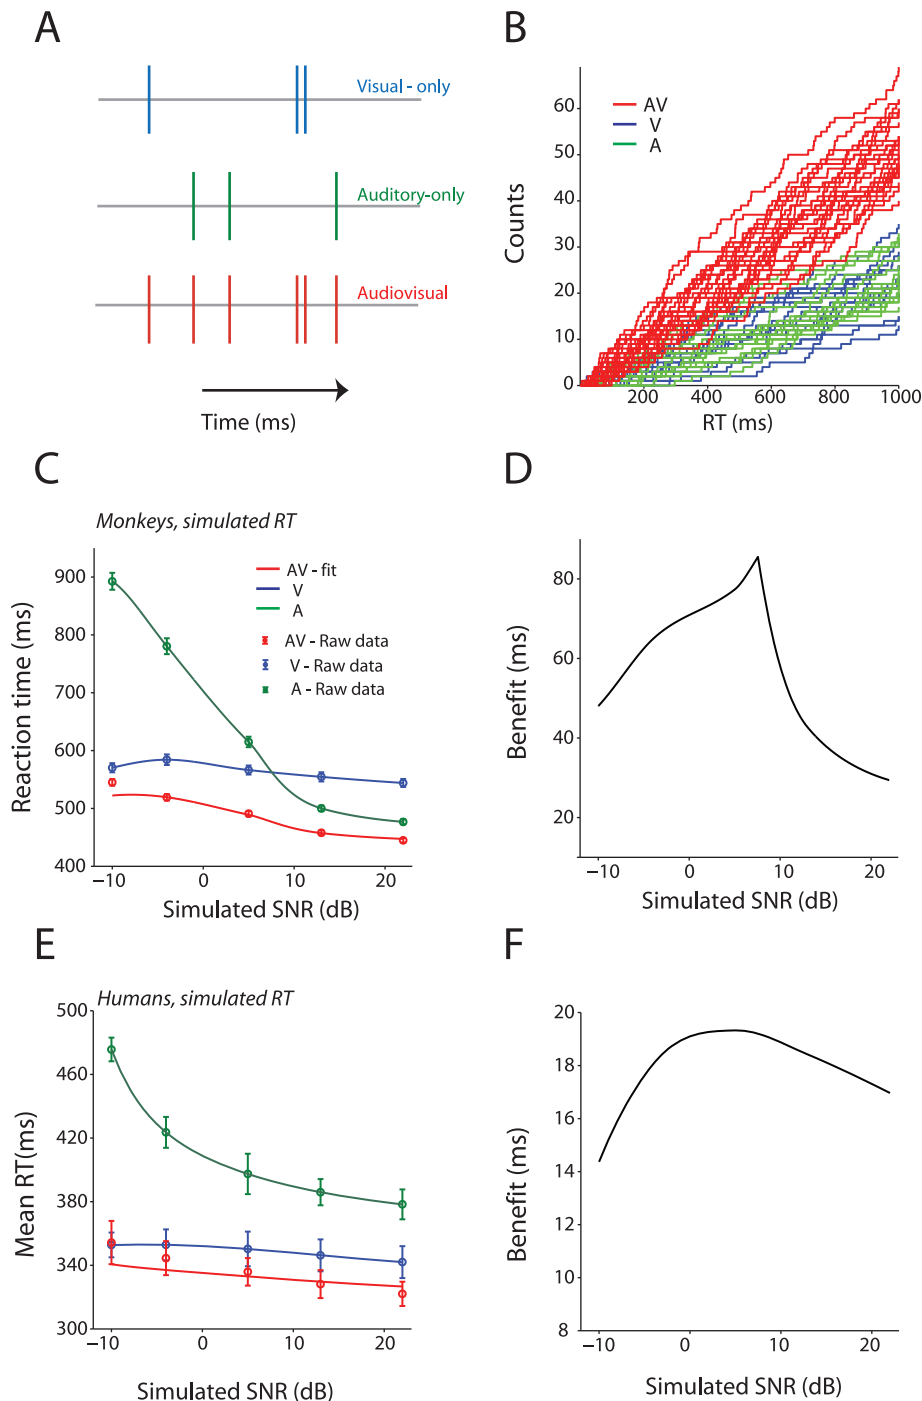 A
Visual - only
Auditory-only
Audiovisual
Time (ms)
B
AV
V
A
Counts
60
50
40
30
20
10
0
200
400
600
800
1000
RT (ms)
C
Monkeys, simulated RT
AV - fit
V
A
AV - Raw data
V - Raw data
A - Raw data
Reaction time (ms)
900
800
700
600
500
400
−10
0
10
20
Simulated SNR (dB)
D
Benefit (ms)
80
60
40
20
−10
0
10
20
Simulated SNR (dB)
E
Humans, simulated RT
Mean RT(ms)
500
460
420
380
340
300
−10
0
10
20
Simulated SNR (dB)
F
Benefit (ms)
20
18
16
14
12
10
8
−10
0
10
20
Simulated SNR (dB)